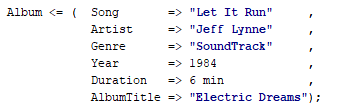 Album <= (  Song        => "Let It Run"     ,
            Artist      => "Jeff Lynne"     ,
            Genre       => "SoundTrack"     ,
            Year        => 1984             ,
            Duration    => 6 min            ,
            AlbumTitle => "Electric Dreams");